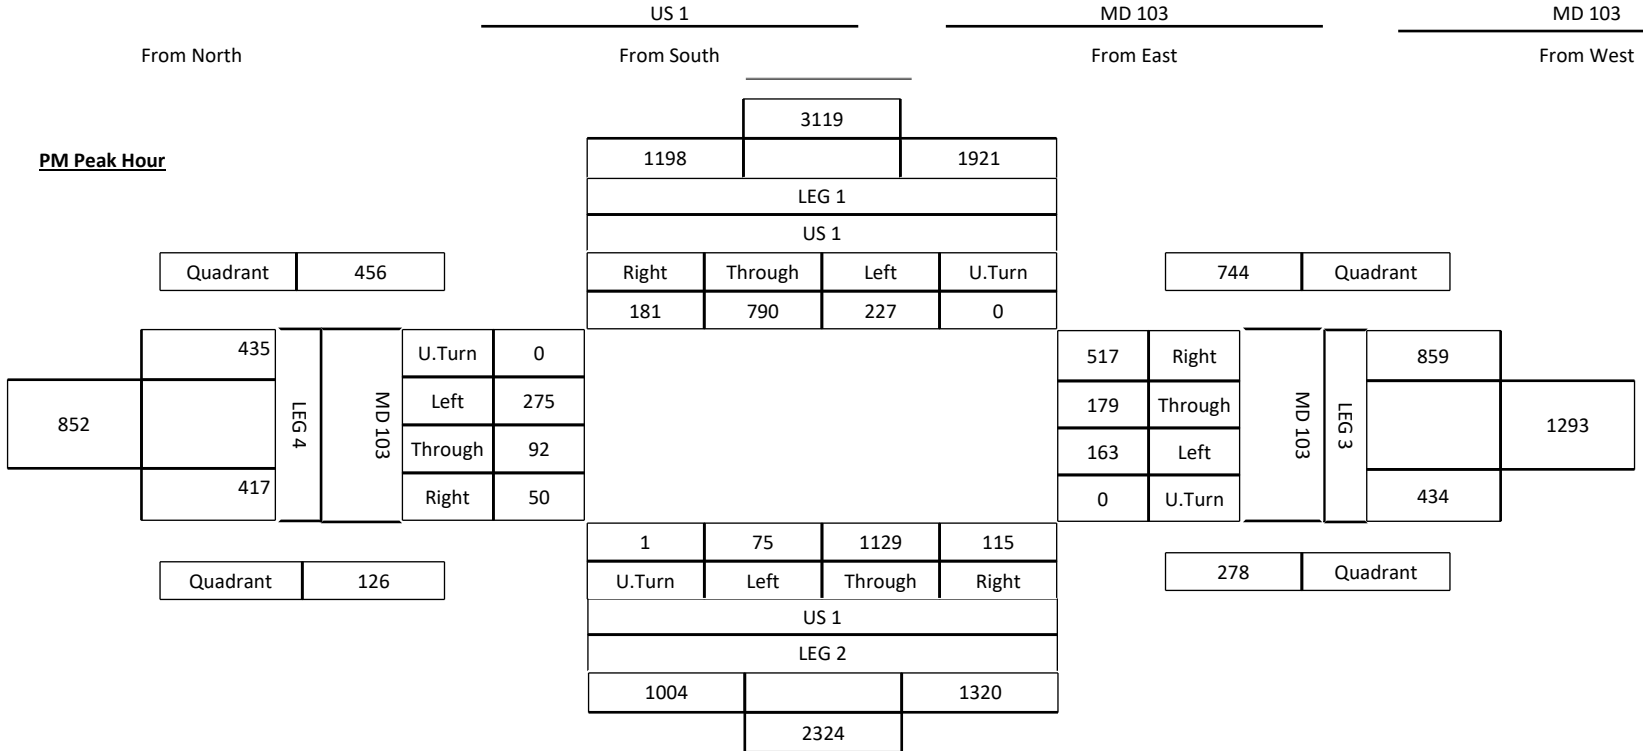 US 1 MD 103 MD 103
From North From South From East From West
3119
PM Peak Hour 1198 1921
LEG 1
US 1
Quadrant 456 Right Through Left U.Turn 744 Quadrant
181 790 227 0
435 U.Turn 0 517 Right 859
Left 275 179 Through
852 LEG 4 MD 103 MD 103 LEG 3 1293
Through 92 163 Left
417 Right 50 0 U.Turn 434
1 75 1129 115
Quadrant 126 U.Turn Left Through Right 278 Quadrant
US 1
LEG 2
1004 1320
2324